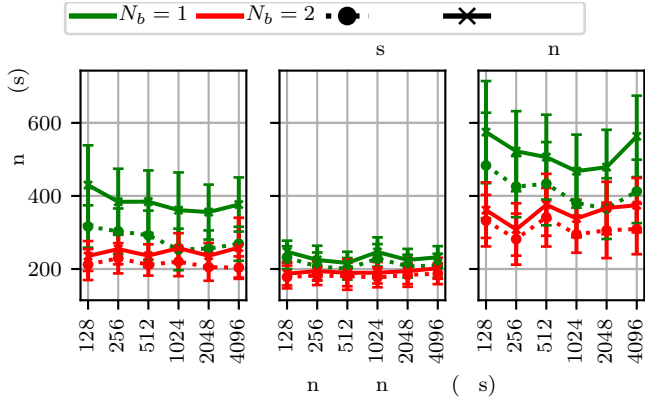 N_b = 1 N_b = 2
s n
n (s)
600
400
200
128 256 512 1024 2048 4096 128 256 512 1024 2048 4096 128 256 512 1024 2048 4096
n n ( s)